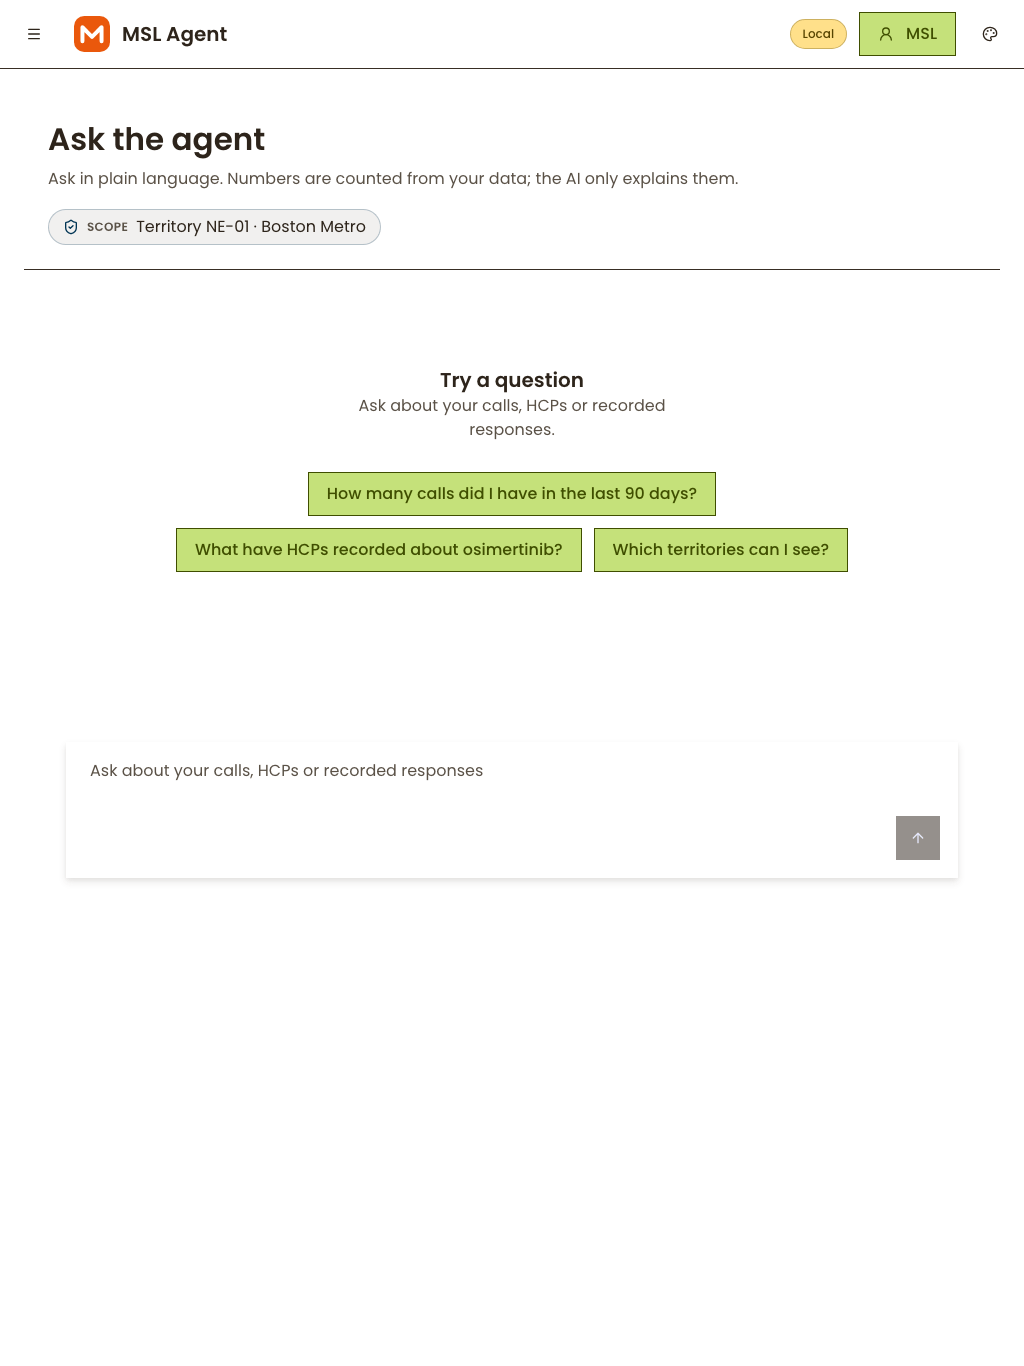 MSL Agent
Local
MSL
Ask the agent
Ask in plain language. Numbers are counted from your data; the AI only explains them.
SCOPE Territory NE-01 · Boston Metro
Try a question
Ask about your calls, HCPs or recorded
responses.
How many calls did I have in the last 90 days?
What have HCPs recorded about osimertinib?
Which territories can I see?
Ask about your calls, HCPs or recorded responses